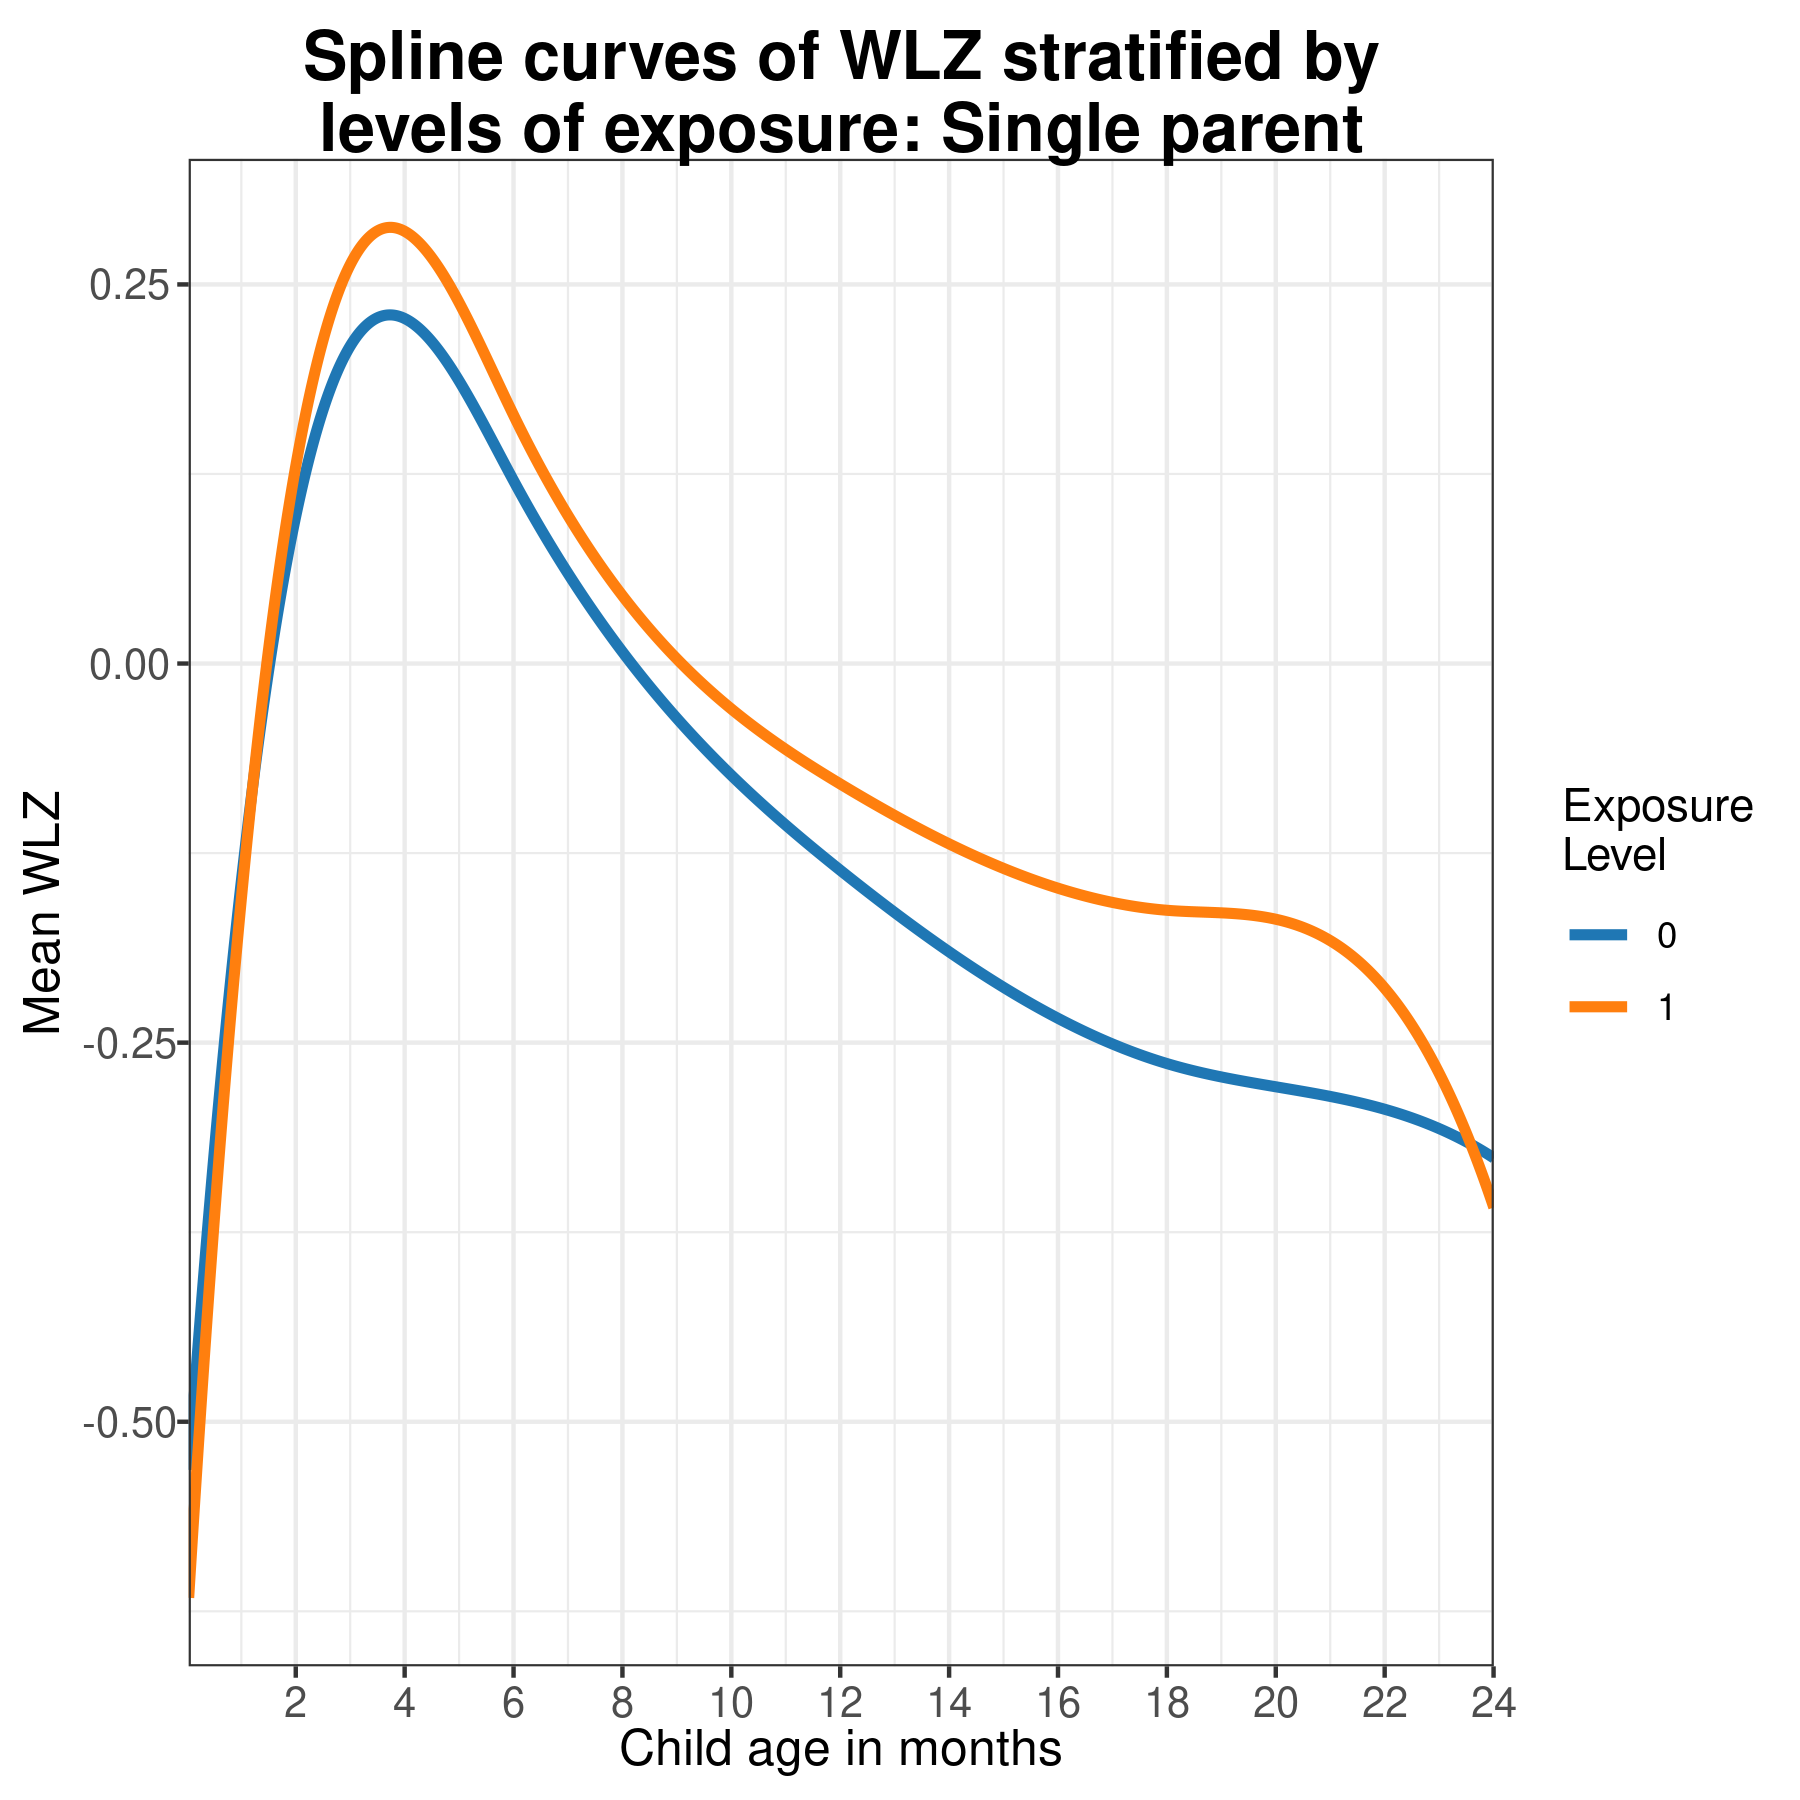 Spline curves of WLZ stratified by
levels of exposure: Single parent
0.25
0.00
-0.25
-0.50
Mean WLZ
2 4 6 8 10 12 14 16 18 20 22 24
Child age in months
Exposure
Level
0
1